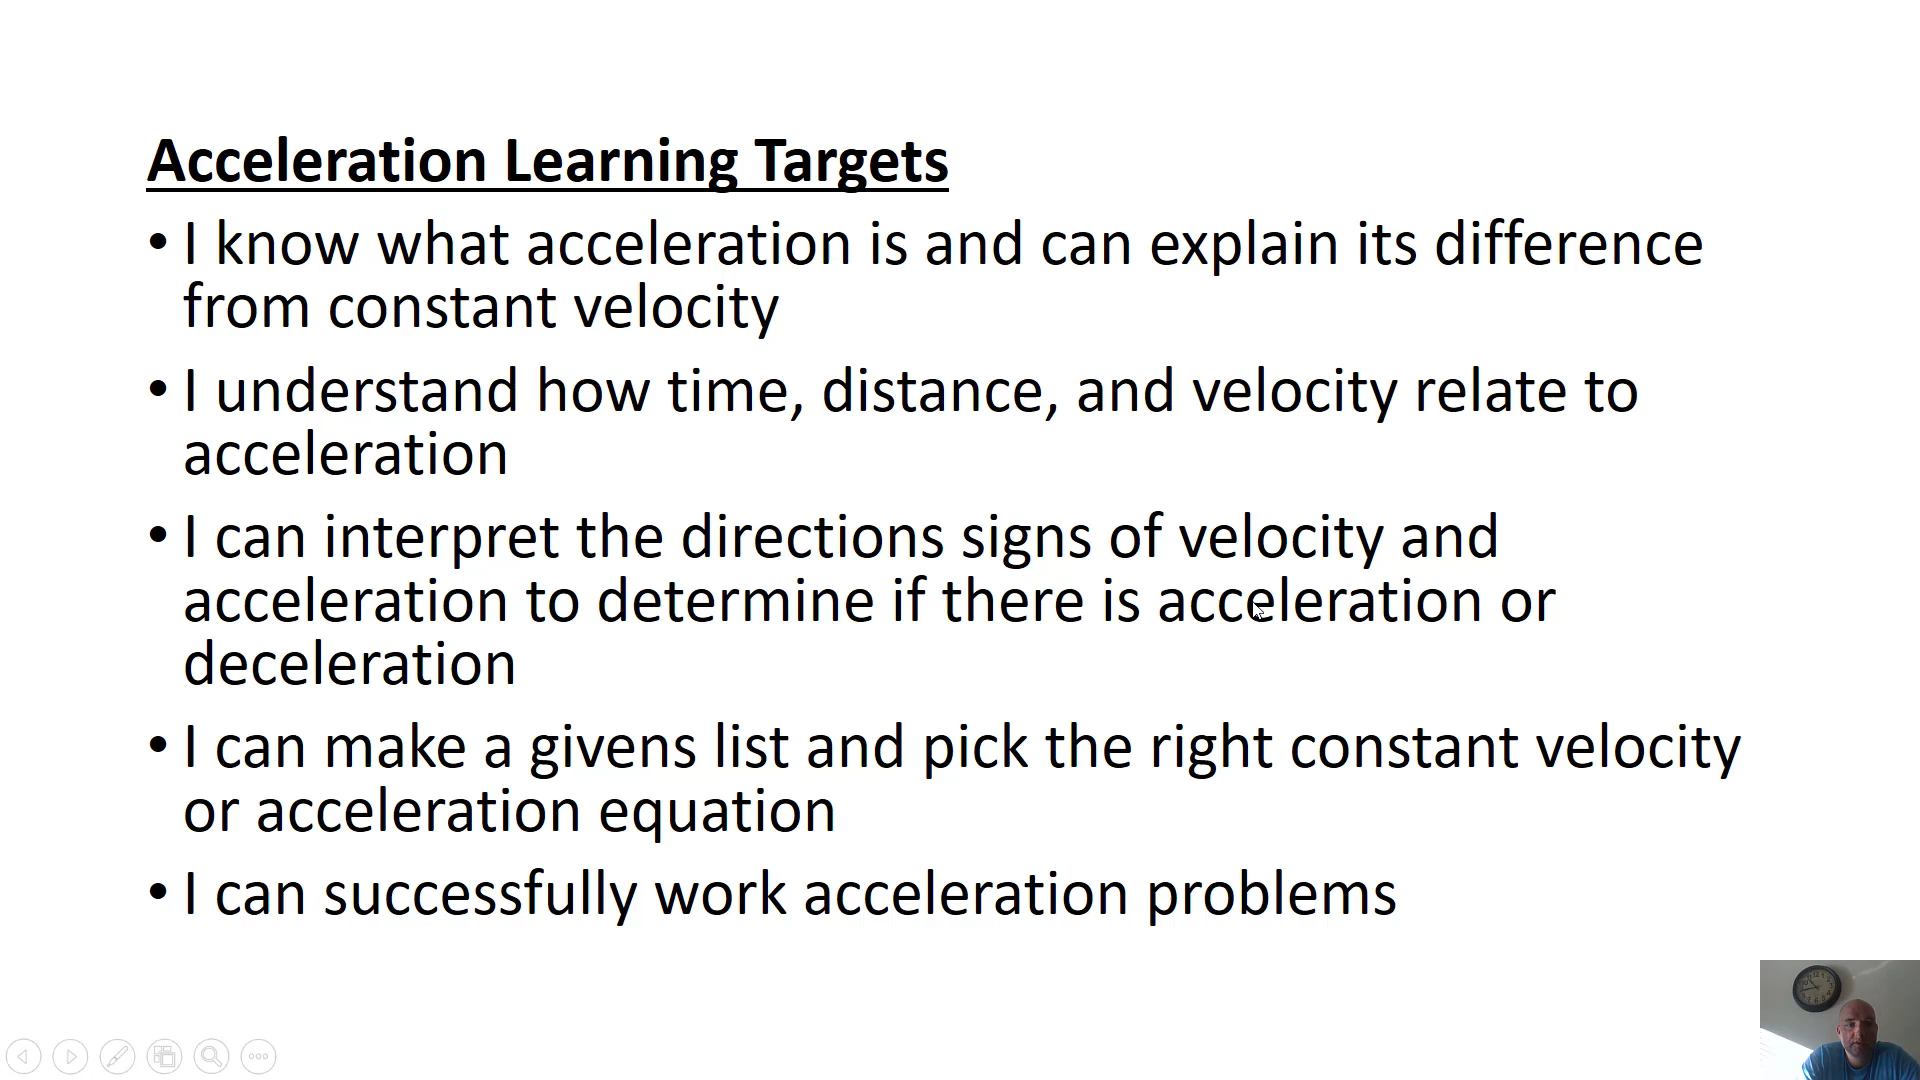 Acceleration Learning Targets
• I know what acceleration is and can explain its difference
from constant velocity
• I understand how time, distance, and velocity relate to
acceleration
• I can interpret the directions signs of velocity and
acceleration to determine if there is acceleration or
deceleration
• I can make a givens list and pick the right constant velocity
or acceleration equation
• I can successfully work acceleration problems